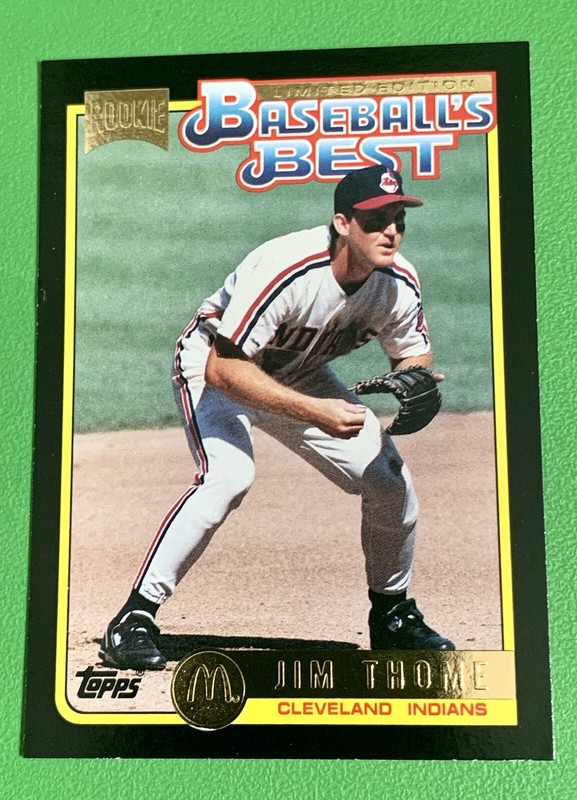 ROOKIE
LIMITED EDITION
BASEBALL'S
BEST
INDIANS
TOPPS®
M®
JIM THOME
CLEVELAND INDIANS